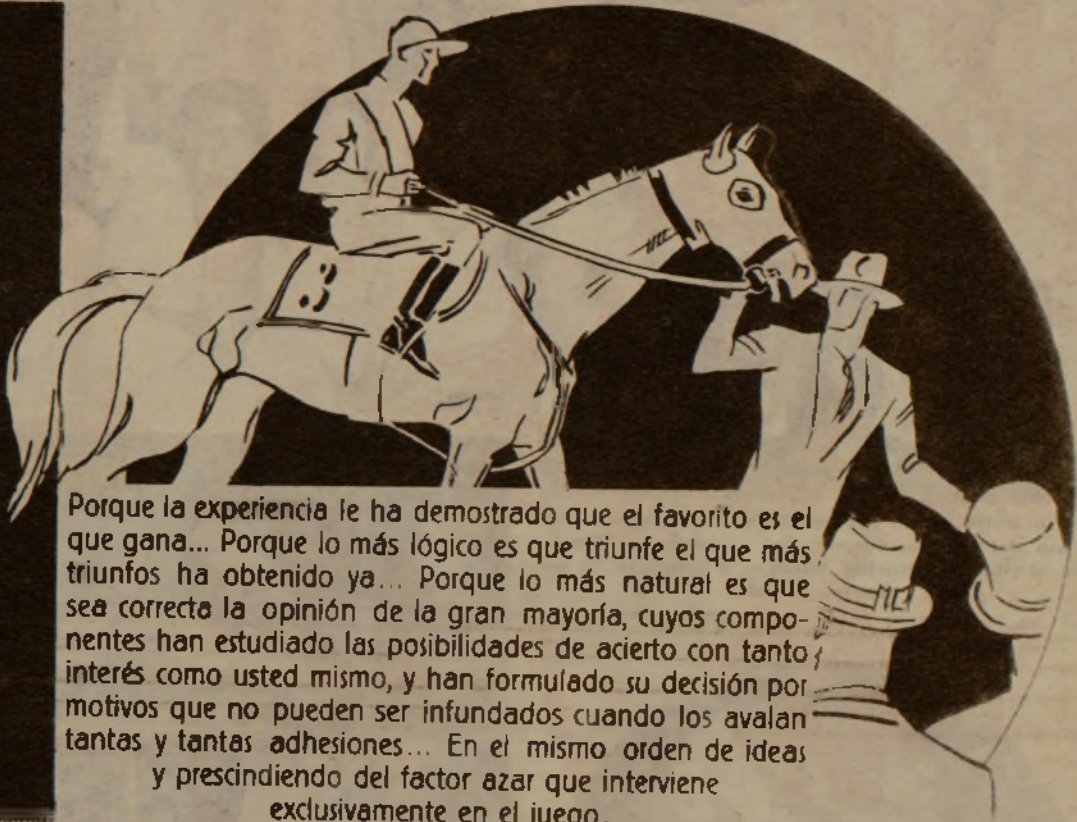 Porque la experiencia le ha demostrado que el favorito es el
que gana... Porque lo más lógico es que triunfe el que más
triunfos ha obtenido ya... Porque lo más natural es que
sea correcta la opinión de la gran mayoría, cuyos compo-
nentes han estudiado las posibilidades de acierto con tanto
interés como usted mismo, y han formulado su decisión por
motivos que no pueden ser infundados cuando los avalan
tantas y tantas adhesiones... En el mismo orden de ideas
y prescindiendo del factor azar que interviene
exclusivamente en el juego,